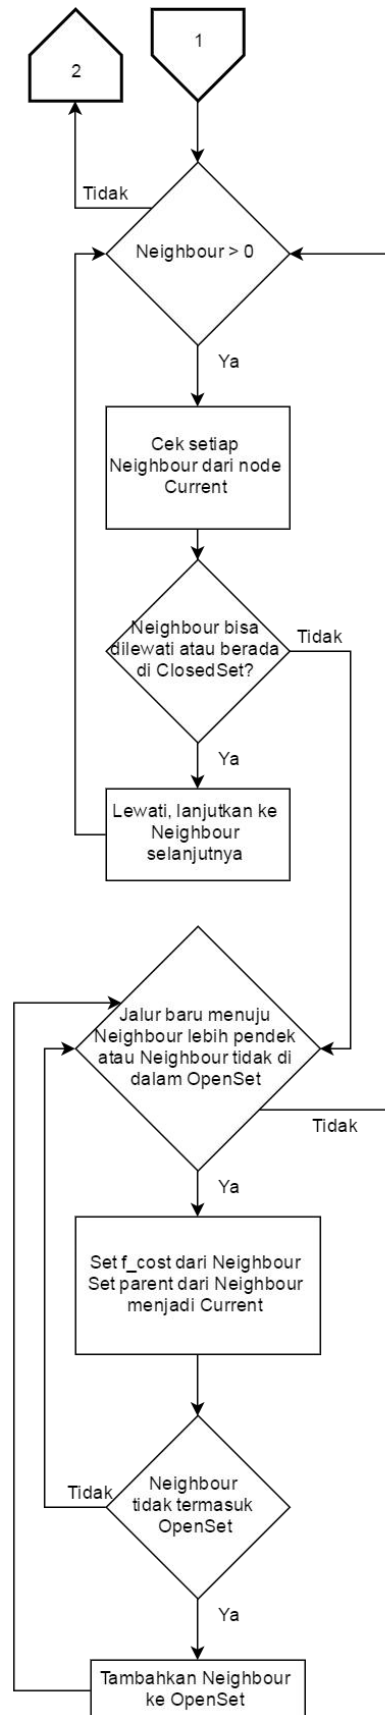 2
1
Tidak
Neighbour > 0
Ya
Cek setiap
Neighbour dari node
Current
Neighbour bisa
dilewati atau berada
di ClosedSet?
Tidak
Ya
Lewati, lanjutkan ke
Neighbour
selanjutnya
Jalur baru menuju
Neighbour lebih pendek
atau Neighbour tidak di
dalam OpenSet
Tidak
Ya
Set f_cost dari Neighbour
Set parent dari Neighbour
menjadi Current
Neighbour
tidak termasuk
OpenSet
Tidak
Ya
Tambahkan Neighbour
ke OpenSet